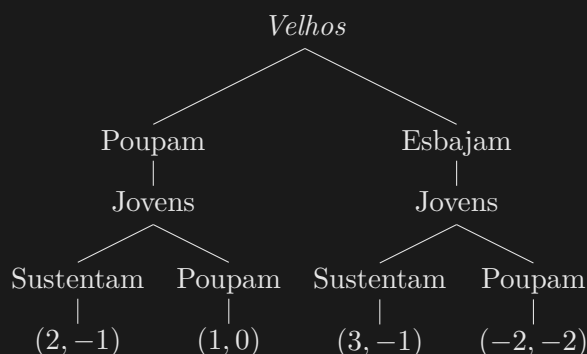 Velhos
Poupam Esbajam
Jovens Jovens
Sustentam Poupam Sustentam Poupam
(2, −1) (1, 0) (3, −1) (−2, −2)